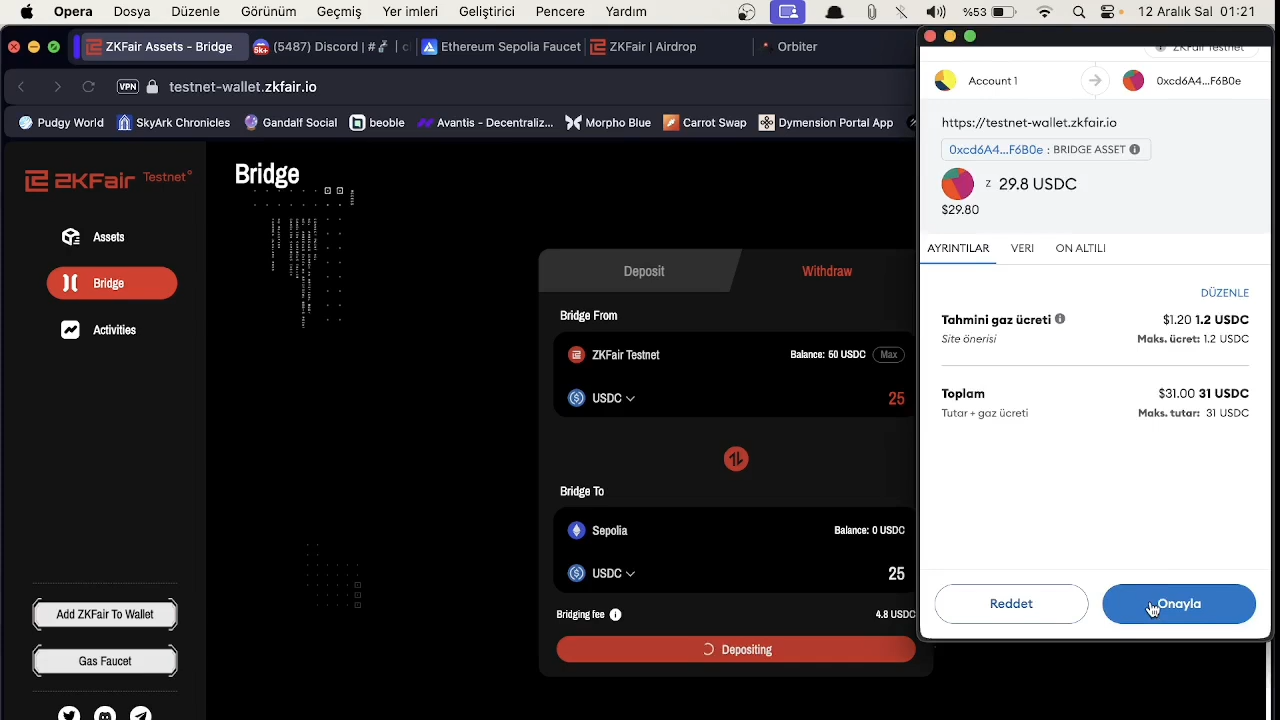 Opera Dosya Düzenle Görünüm Geçmiş Yer imleri Geliştirici Pencere Yardım %53 12 Aralık Sal 01:21
ZKFair Assets - Bridge (5487) Discord | # Ethereum Sepolia Faucet ZKFair | Airdrop Orbiter
5k+
VPN testnet-wallet.zkfair.io
Pudgy World SkyArk Chronicles Gandalf Social beoble Avantis - Decentraliz... Morpho Blue Carrot Swap Dymension Portal App
ZKFair Testnet
Assets
Bridge
Activities
Add ZKFair To Wallet
Gas Faucet
Bridge
Deposit Withdraw
Bridge From
ZKFair Testnet Balance: 50 USDC Max
USDC 25
Bridge To
Sepolia Balance: 0 USDC
USDC 25
Bridging fee 4.8 USDC
Depositing
ZKFair Testnet
Account 1 0xcd6A4...F6B0e
https://testnet-wallet.zkfair.io
0xcd6A4...F6B0e : BRIDGE ASSET
Z 29.8 USDC
$29.80
AYRINTILAR VERİ ON ALTILI
DÜZENLE
Tahmini gaz ücreti $1.20 1.2 USDC
Site önerisi Maks. ücret: 1.2 USDC
Toplam $31.00 31 USDC
Tutar + gaz ücreti Maks. tutar: 31 USDC
Reddet Onayla